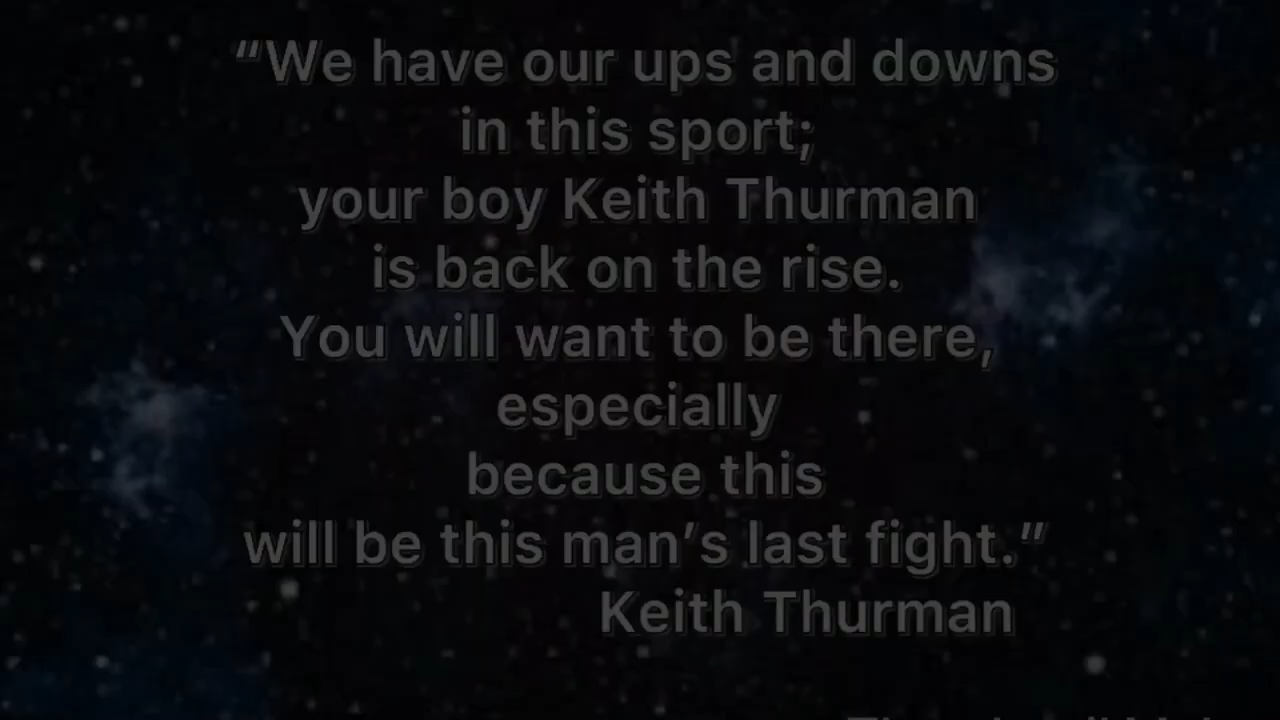 “We have our ups and downs
in this sport;
your boy Keith Thurman
is back on the rise.
You will want to be there,
especially
because this
will be this man’s last fight.”
Keith Thurman